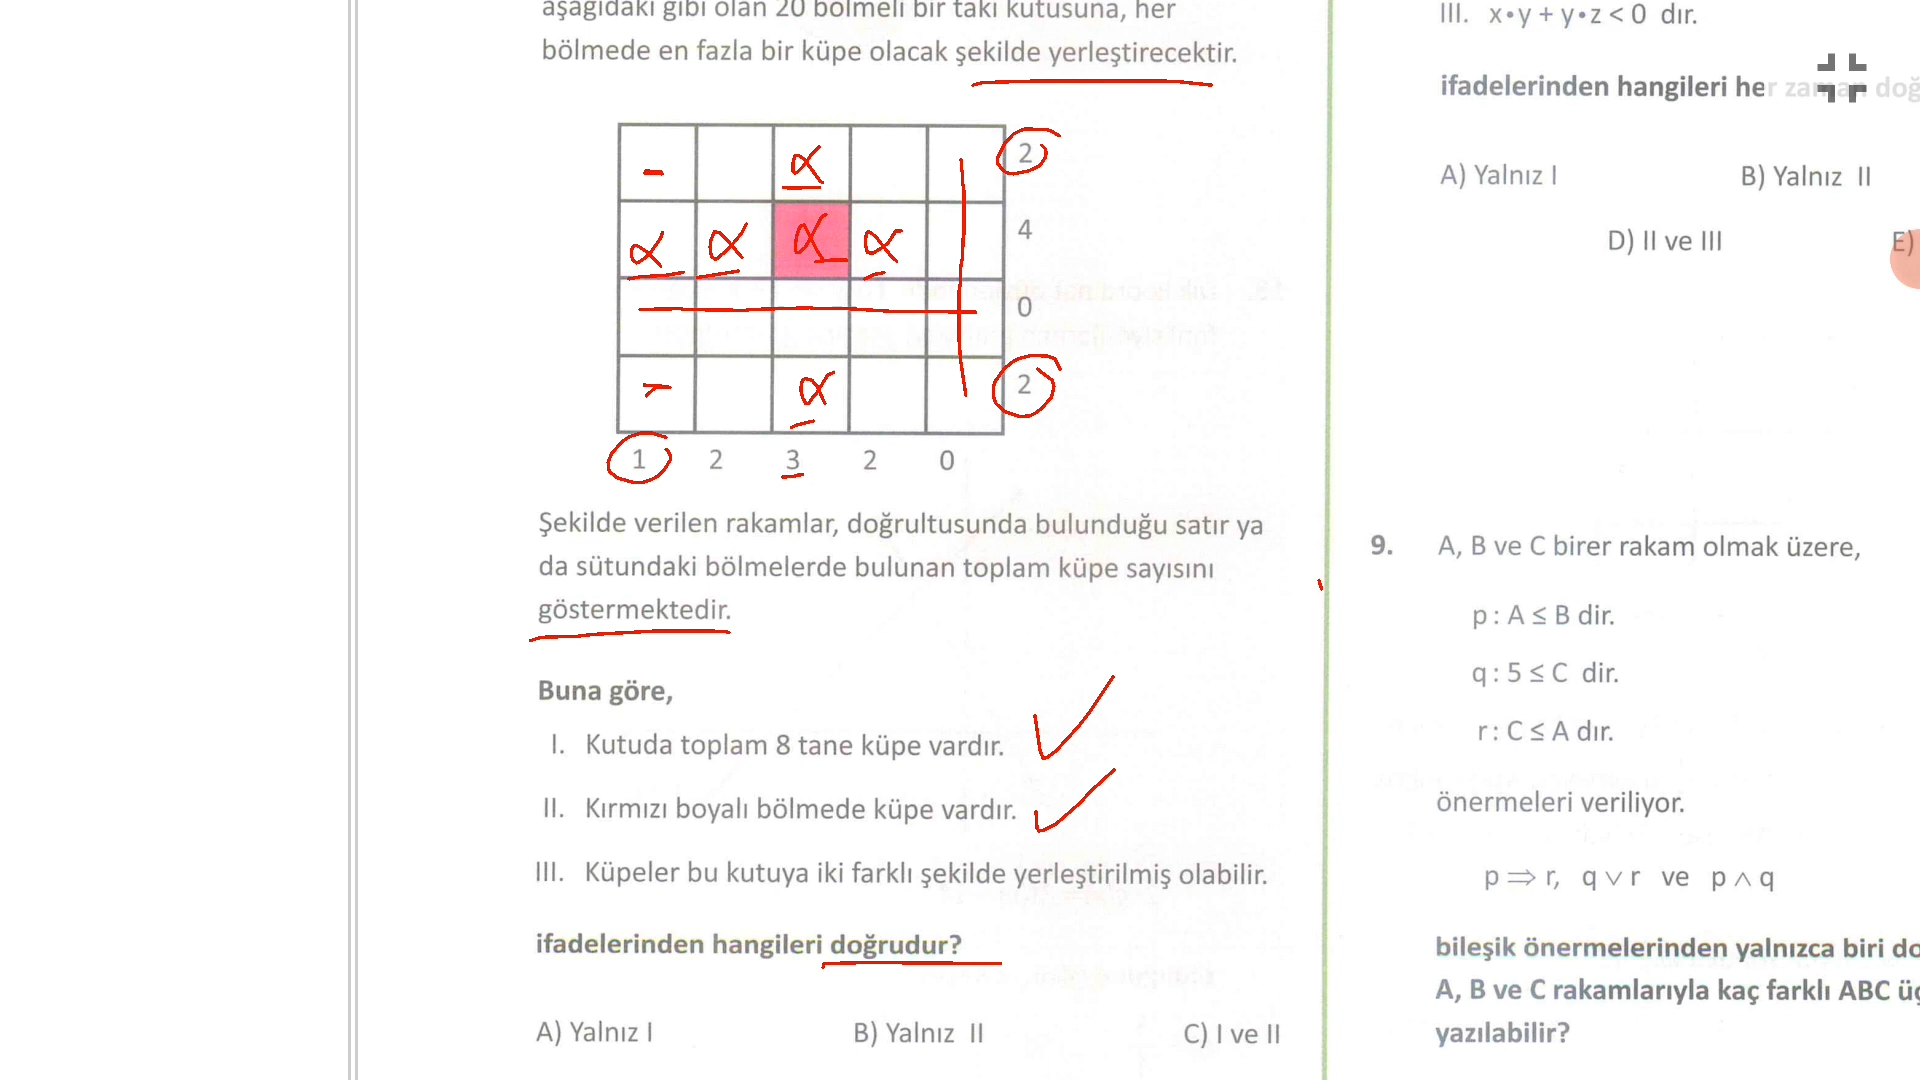 aşağıdaki gibi olan 20 bölmeli bir takı kutusuna, her
bölmede en fazla bir küpe olacak şekilde yerleştirecektir.
- α 2
α α α α 4
0
α 2
1 2 3 2 0
Şekilde verilen rakamlar, doğrultusunda bulunduğu satır ya
da sütundaki bölmelerde bulunan toplam küpe sayısını
göstermektedir.
Buna göre,
I. Kutuda toplam 8 tane küpe vardır.
II. Kırmızı boyalı bölmede küpe vardır.
III. Küpeler bu kutuya iki farklı şekilde yerleştirilmiş olabilir.
ifadelerinden hangileri doğrudur?
A) Yalnız I B) Yalnız II C) I ve II
III. x•y + y•z < 0 dır.
ifadelerinden hangileri her zaman doğ
A) Yalnız I B) Yalnız II
D) II ve III E)
9. A, B ve C birer rakam olmak üzere,
p : A ≤ B dir.
q : 5 ≤ C dir.
r : C ≤ A dır.
önermeleri veriliyor.
p ⇒ r, q ∨ r ve p ∧ q
bileşik önermelerinden yalnızca biri do
A, B ve C rakamlarıyla kaç farklı ABC üç
yazılabilir?